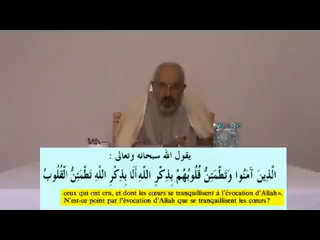 يقول الله سبحانه وتعالى :
الَّذِينَ آمَنُوا وَتَطْمَئِنُّ قُلُوبُهُمْ بِذِكْرِ اللَّهِ أَلَا بِذِكْرِ اللَّهِ تَطْمَئِنُّ الْقُلُوبُ
ceux qui ont cru, et dont les cœurs se tranquillisent à l'évocation d'Allah».
N'est-ce point par l'évocation d'Allah que se tranquillisent les cœurs?